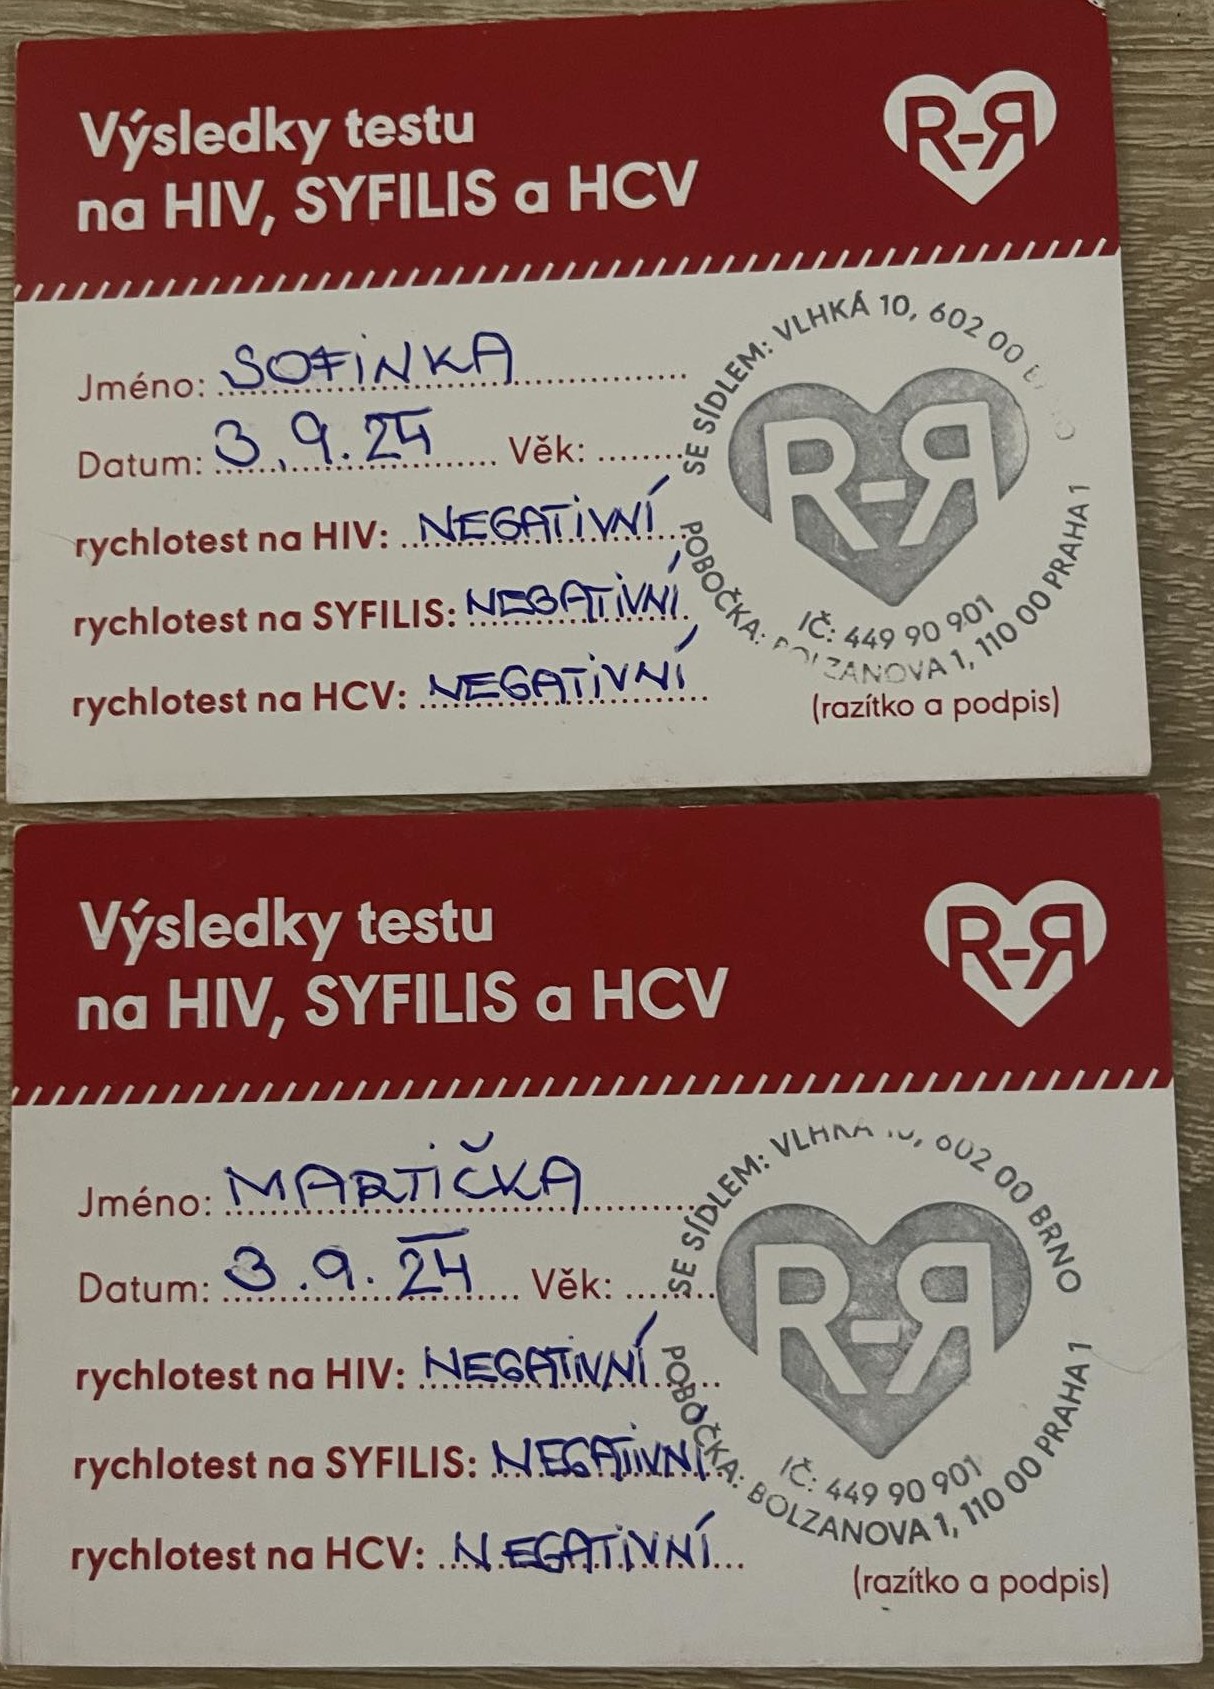 Výsledky testu
na HIV, SYFILIS a HCV
R-R
Jméno: SOFiNKA
Datum: 3.9.24 Věk:
rychlotest na HIV: NEGATiVNÍ
rychlotest na SYFILIS: NEGATiVNÍ
rychlotest na HCV: NEGATiVNÍ
SE SÍDLEM: VLHKÁ 10, 602 00
R-R
IČ: 449 90 901
POBOČKA: BOLZANOVA 1, 110 00 PRAHA 1
(razítko a podpis)
Výsledky testu
na HIV, SYFILIS a HCV
R-R
Jméno: MARTiČKA
Datum: 3.9.24 Věk:
rychlotest na HIV: NEGATiVNÍ
rychlotest na SYFILIS: NEGATiVNÍ
rychlotest na HCV: NEGATiVNÍ
SE SÍDLEM: VLHKÁ 10, 602 00 BRNO
R-R
IČ: 449 90 901
POBOČKA: BOLZANOVA 1, 110 00 PRAHA 1
(razítko a podpis)